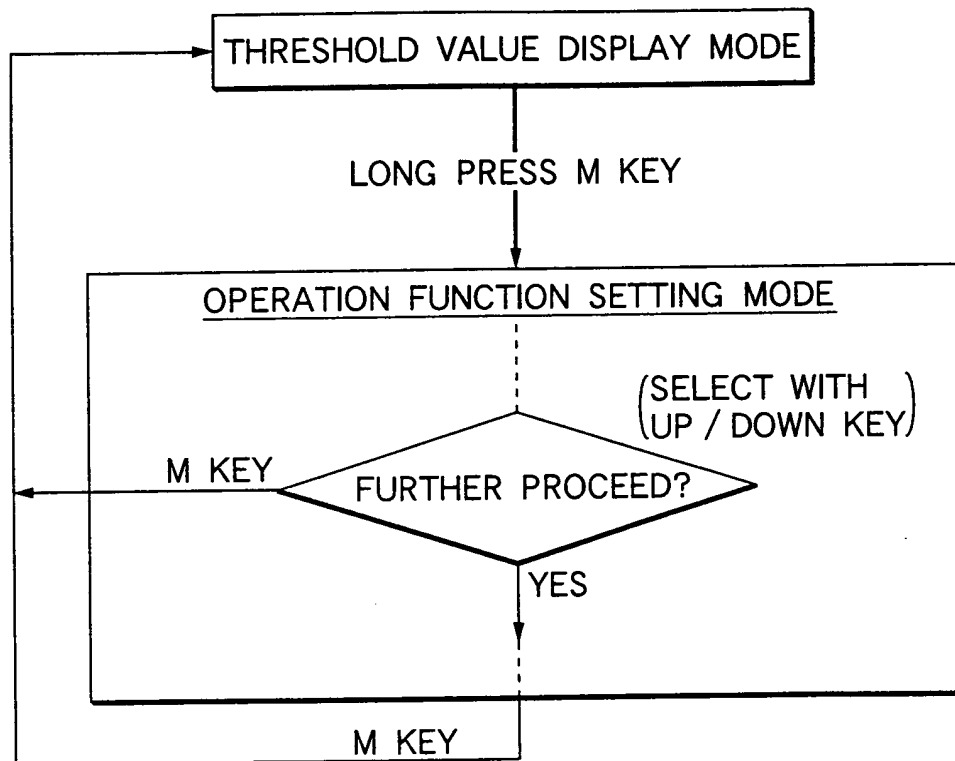 THRESHOLD VALUE DISPLAY MODE
LONG PRESS M KEY
OPERATION FUNCTION SETTING MODE
(SELECT WITH
UP / DOWN KEY)
M KEY
FURTHER PROCEED?
YES
M KEY